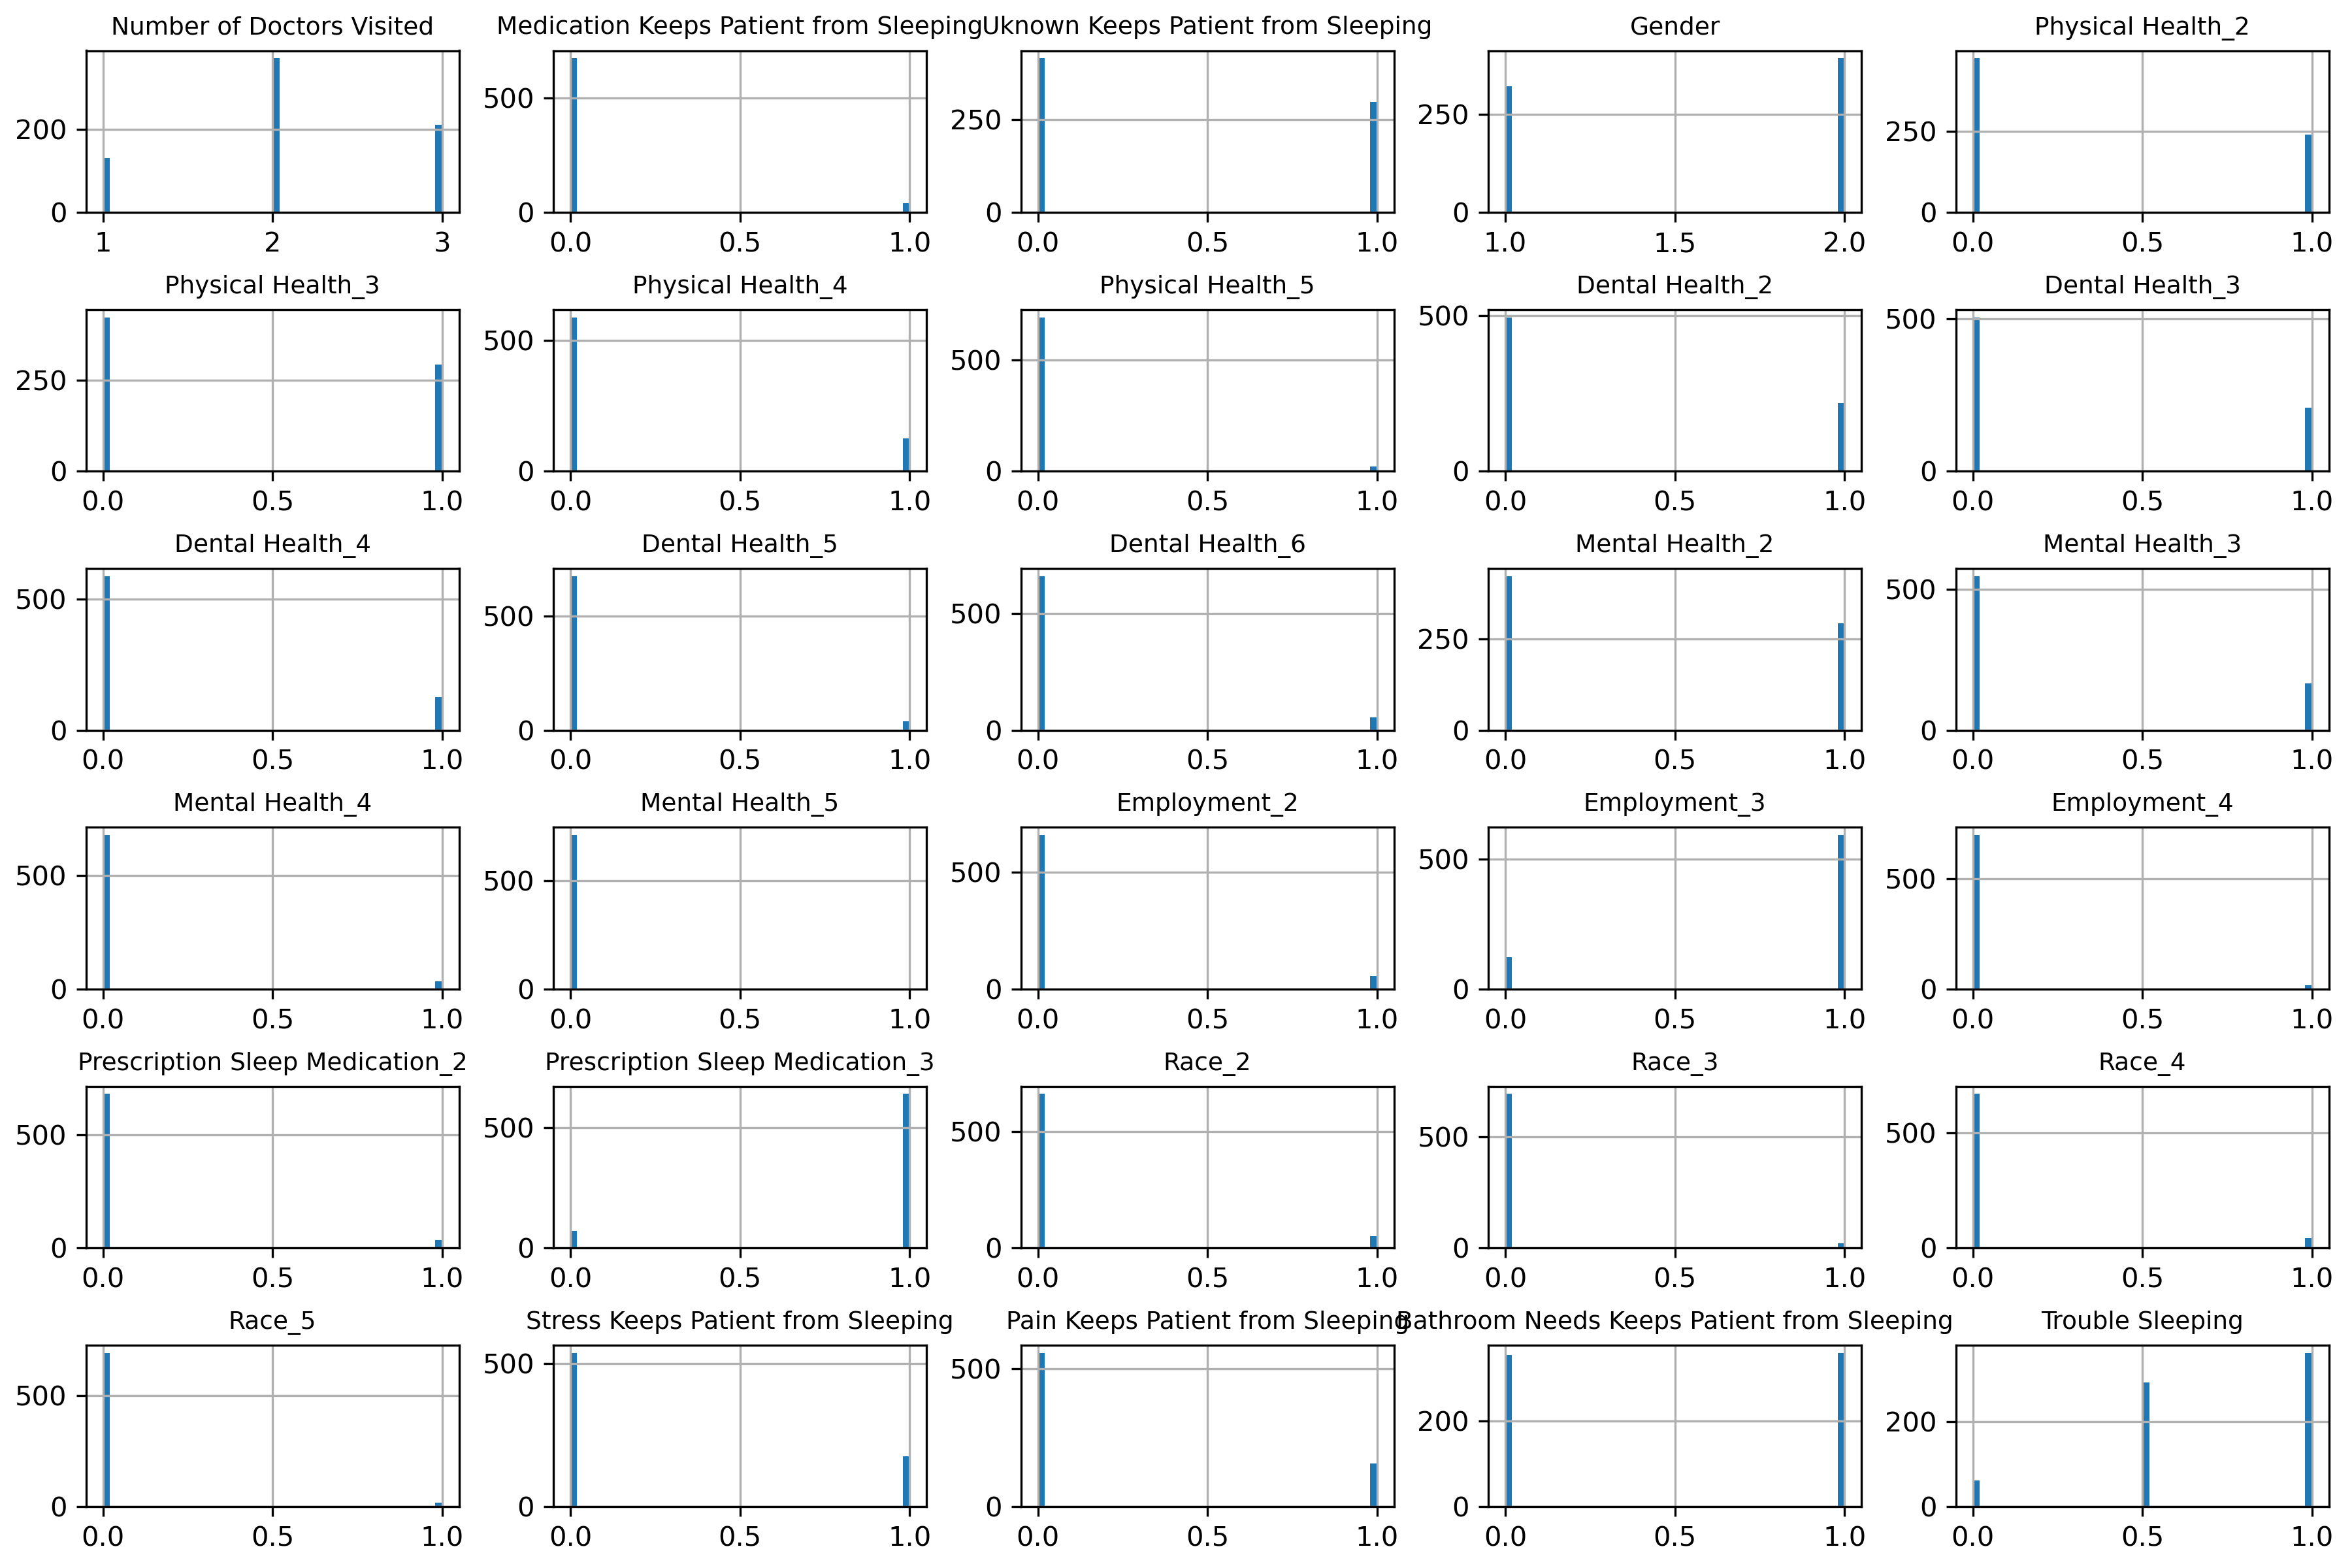 Number of Doctors Visited
200
0
1 2 3
Medication Keeps Patient from Sleeping
500
0
0.0 0.5 1.0
Uknown Keeps Patient from Sleeping
250
0
0.0 0.5 1.0
Gender
250
0
1.0 1.5 2.0
Physical Health_2
250
0
0.0 0.5 1.0
Physical Health_3
250
0
0.0 0.5 1.0
Physical Health_4
500
0
0.0 0.5 1.0
Physical Health_5
500
0
0.0 0.5 1.0
Dental Health_2
500
0
0.0 0.5 1.0
Dental Health_3
500
0
0.0 0.5 1.0
Dental Health_4
500
0
0.0 0.5 1.0
Dental Health_5
500
0
0.0 0.5 1.0
Dental Health_6
500
0
0.0 0.5 1.0
Mental Health_2
250
0
0.0 0.5 1.0
Mental Health_3
500
0
0.0 0.5 1.0
Mental Health_4
500
0
0.0 0.5 1.0
Mental Health_5
500
0
0.0 0.5 1.0
Employment_2
500
0
0.0 0.5 1.0
Employment_3
500
0
0.0 0.5 1.0
Employment_4
500
0
0.0 0.5 1.0
Prescription Sleep Medication_2
500
0
0.0 0.5 1.0
Prescription Sleep Medication_3
500
0
0.0 0.5 1.0
Race_2
500
0
0.0 0.5 1.0
Race_3
500
0
0.0 0.5 1.0
Race_4
500
0
0.0 0.5 1.0
Race_5
500
0
0.0 0.5 1.0
Stress Keeps Patient from Sleeping
500
0
0.0 0.5 1.0
Pain Keeps Patient from Sleeping
500
0
0.0 0.5 1.0
Bathroom Needs Keeps Patient from Sleeping
200
0
0.0 0.5 1.0
Trouble Sleeping
200
0
0.0 0.5 1.0